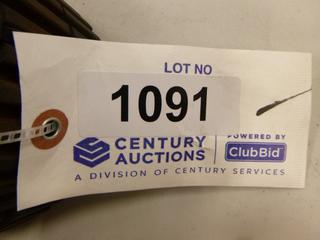 LOT NO
1091
CENTURY AUCTIONS
POWERED BY
ClubBid
A DIVISION OF CENTURY SERVICES